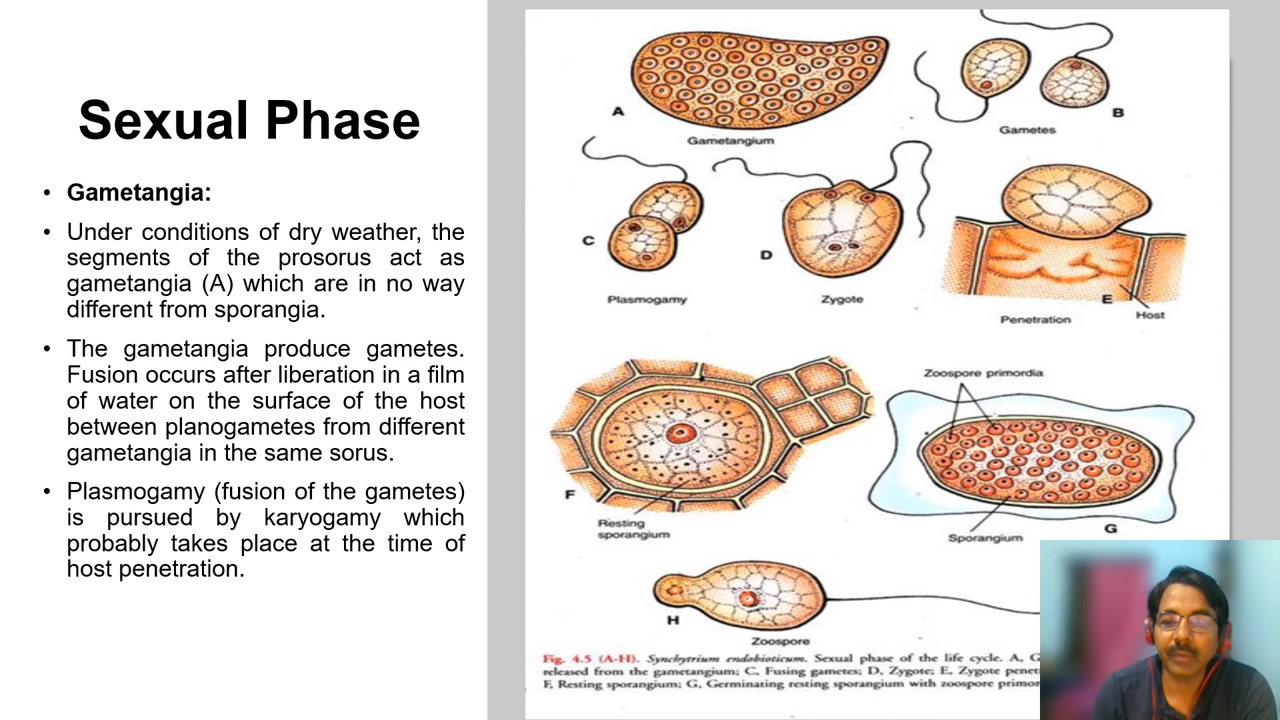 Sexual Phase
• Gametangia:
• Under conditions of dry weather, the
segments of the prosorus act as
gametangia (A) which are in no way
different from sporangia.
• The gametangia produce gametes.
Fusion occurs after liberation in a film
of water on the surface of the host
between planogametes from different
gametangia in the same sorus.
• Plasmogamy (fusion of the gametes)
is pursued by karyogamy which
probably takes place at the time of
host penetration.
A
Gametangium
B
Gametes
C
Plasmogamy
D
Zygote
E
Host
Penetration
F
Resting
sporangium
Zoospore primordia
Sporangium
G
H
Zoospore
Fig. 4.5 (A-H). Synchytrium endobioticum. Sexual phase of the life cycle. A, G
released from the gametangium; C, Fusing gametes; D, Zygote; E, Zygote penet
F, Resting sporangium; G, Germinating resting sporangium with zoospore primor